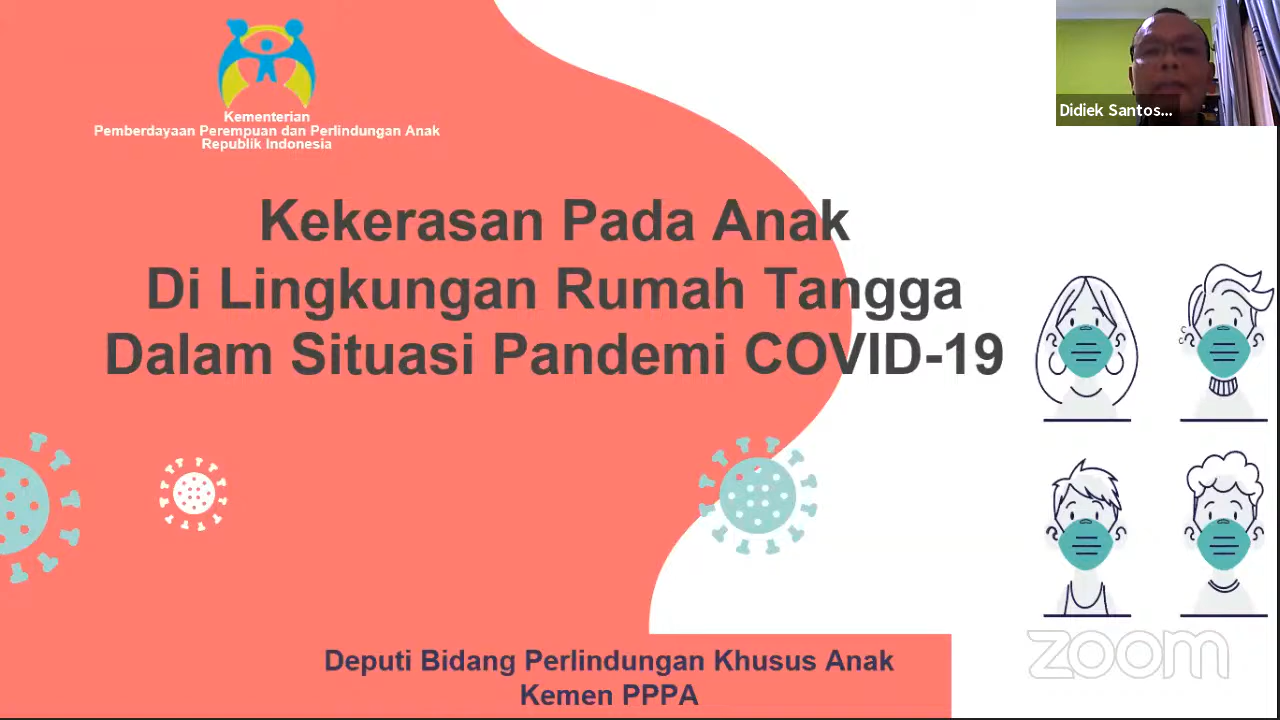 Kementerian
Pemberdayaan Perempuan dan Perlindungan Anak
Republik Indonesia
Didiek Santos...
Kekerasan Pada Anak
Di Lingkungan Rumah Tangga
Dalam Situasi Pandemi COVID-19
zoom
Deputi Bidang Perlindungan Khusus Anak
Kemen PPPA